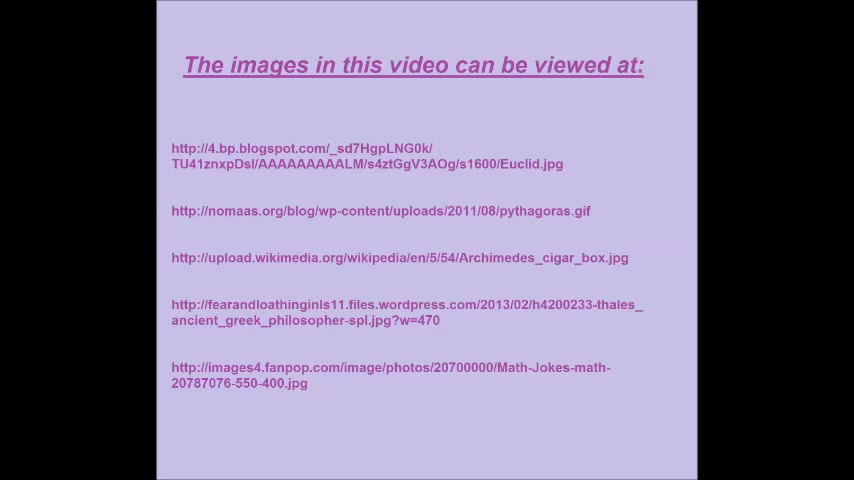 The images in this video can be viewed at:
http://4.bp.blogspot.com/_sd7HgpLNG0k/
TU41znxpDsI/AAAAAAAAALM/s4ztGgV3AOg/s1600/Euclid.jpg
http://nomaas.org/blog/wp-content/uploads/2011/08/pythagoras.gif
http://upload.wikimedia.org/wikipedia/en/5/54/Archimedes_cigar_box.jpg
http://fearandloathinginls11.files.wordpress.com/2013/02/h4200233-thales_
ancient_greek_philosopher-spl.jpg?w=470
http://images4.fanpop.com/image/photos/20700000/Math-Jokes-math-
20787076-550-400.jpg